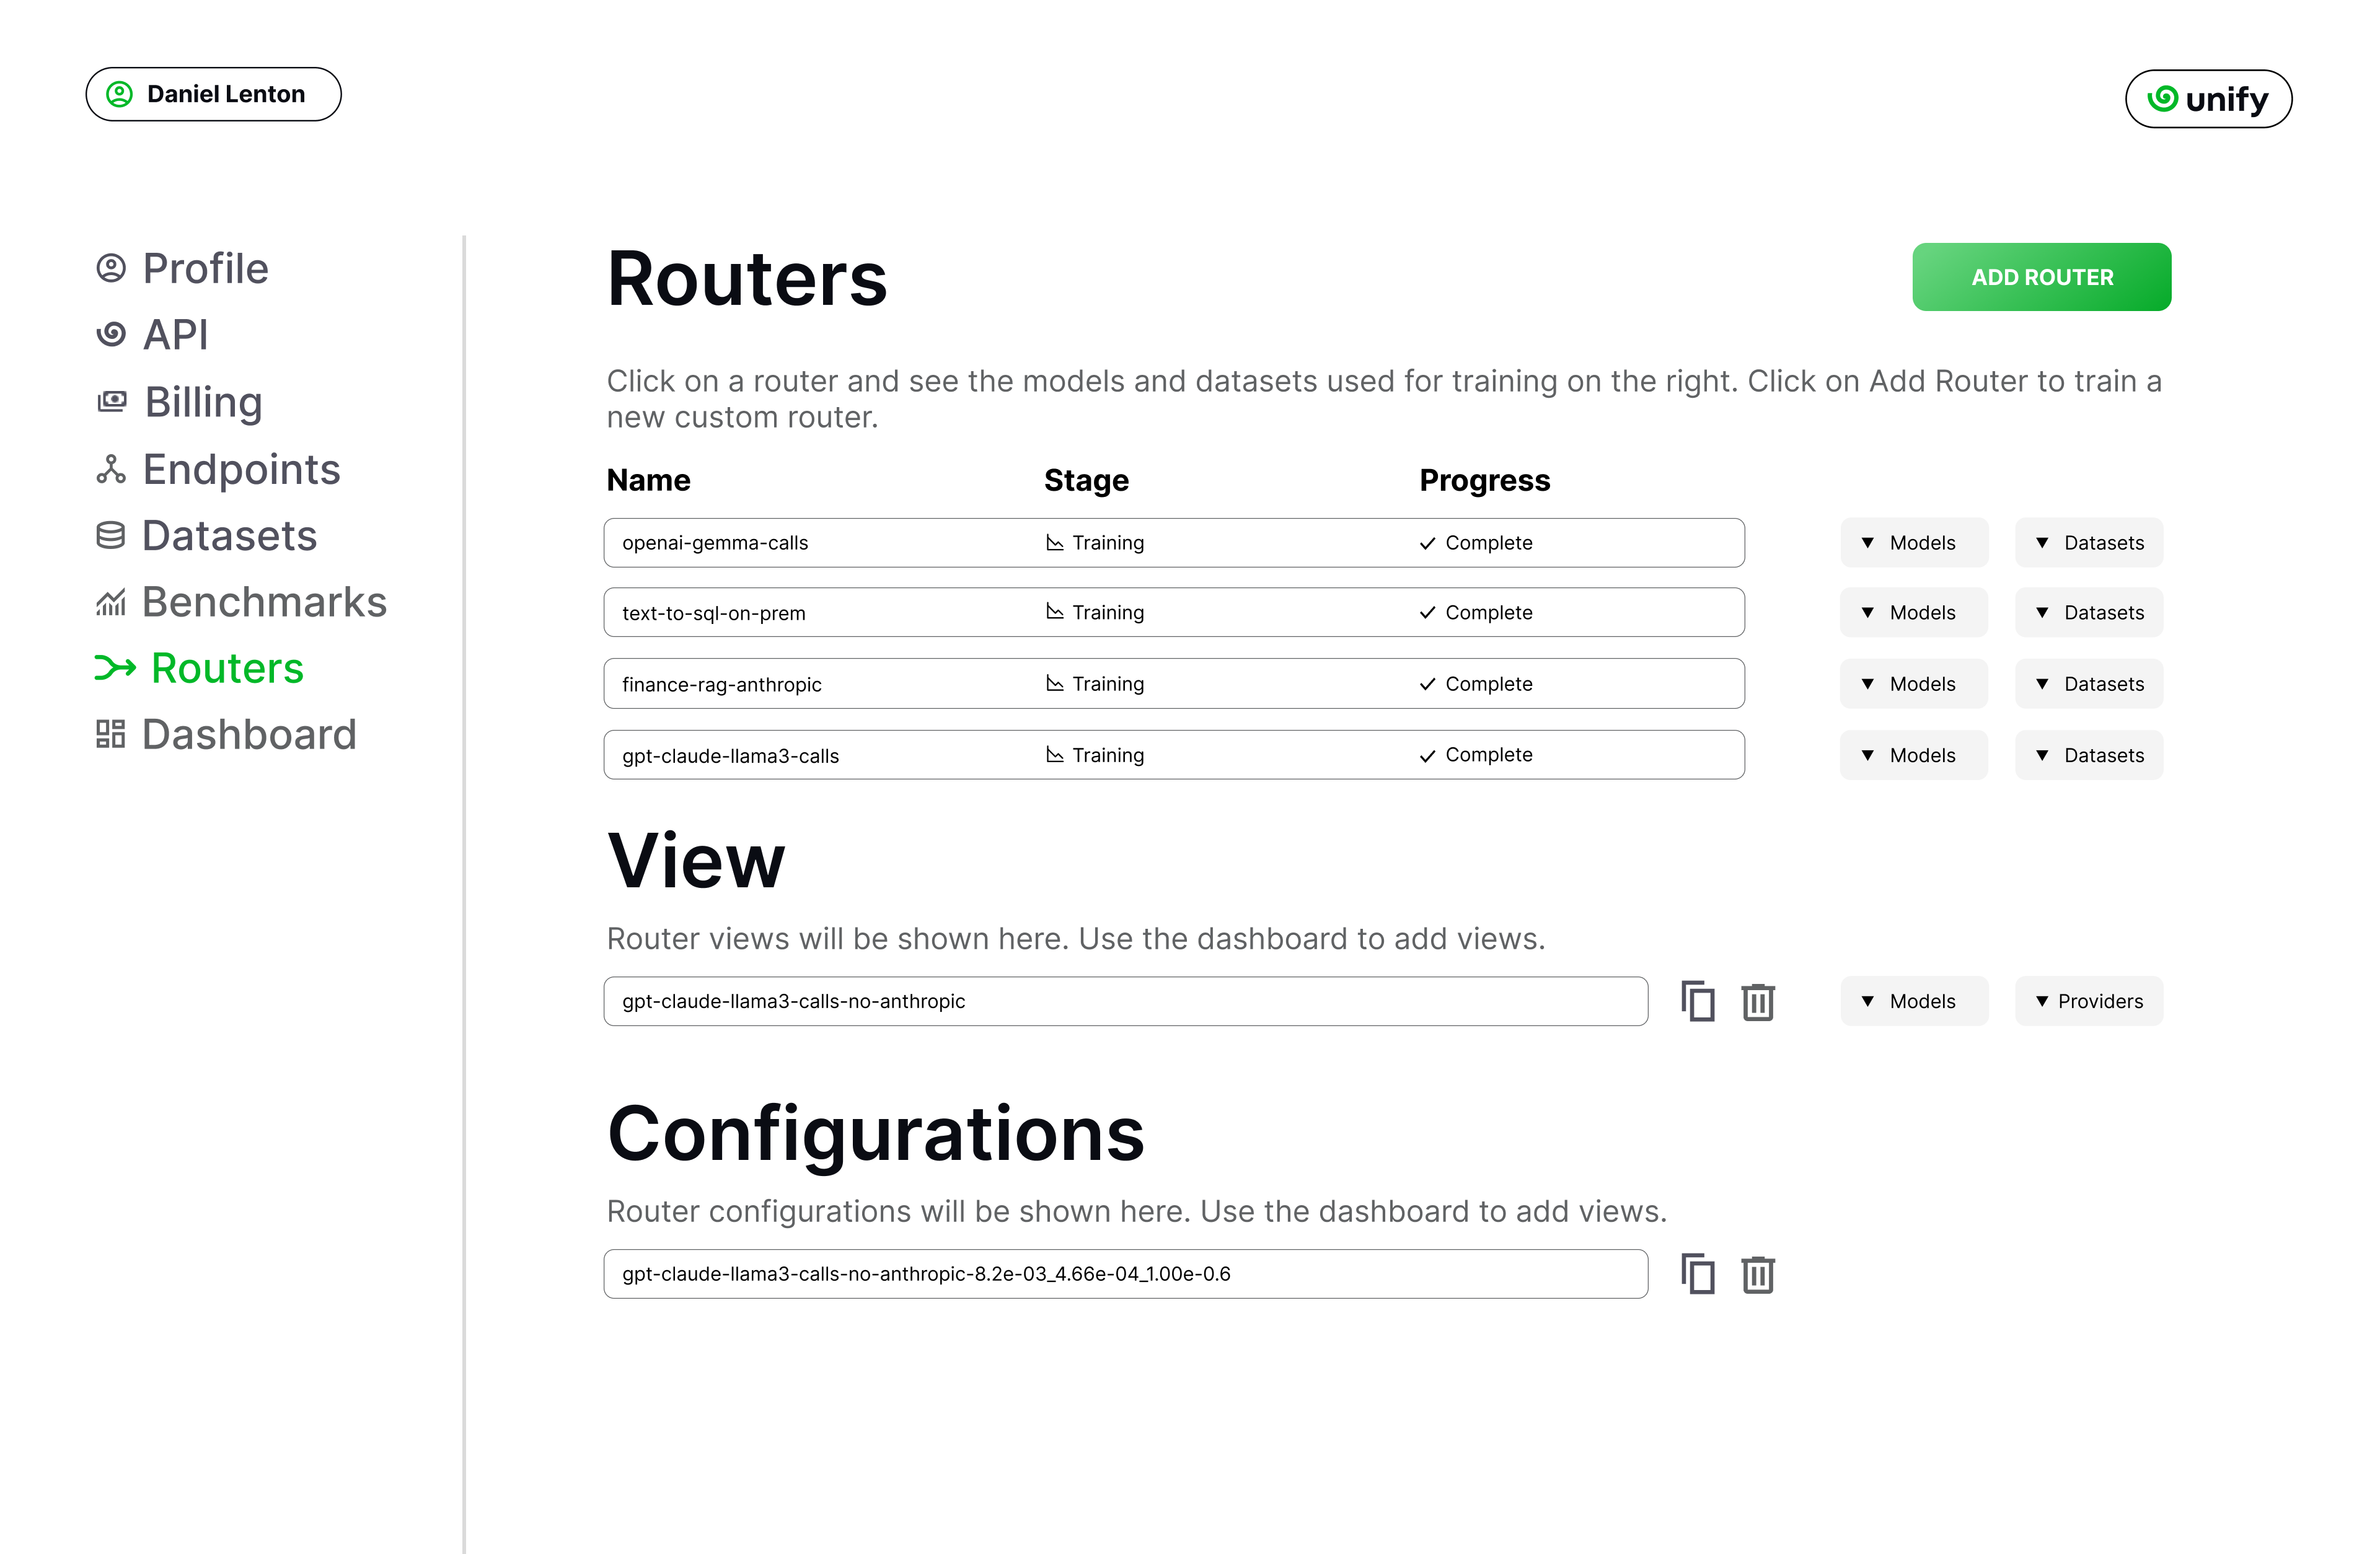 Daniel Lenton
unify
Profile
API
Billing
Endpoints
Datasets
Benchmarks
Routers
Dashboard
Routers
ADD ROUTER
Click on a router and see the models and datasets used for training on the right. Click on Add Router to train a
new custom router.
Name Stage Progress
openai-gemma-calls Training Complete Models Datasets
text-to-sql-on-prem Training Complete Models Datasets
finance-rag-anthropic Training Complete Models Datasets
gpt-claude-llama3-calls Training Complete Models Datasets
View
Router views will be shown here. Use the dashboard to add views.
gpt-claude-llama3-calls-no-anthropic Models Providers
Configurations
Router configurations will be shown here. Use the dashboard to add views.
gpt-claude-llama3-calls-no-anthropic-8.2e-03_4.66e-04_1.00e-0.6